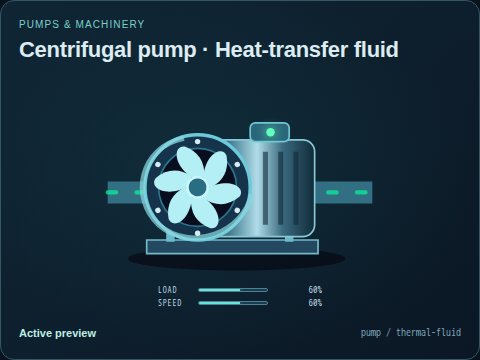 PUMPS & MACHINERY
Centrifugal pump · Heat-transfer fluid
LOAD 60%
SPEED 60%
Active preview
pump / thermal-fluid